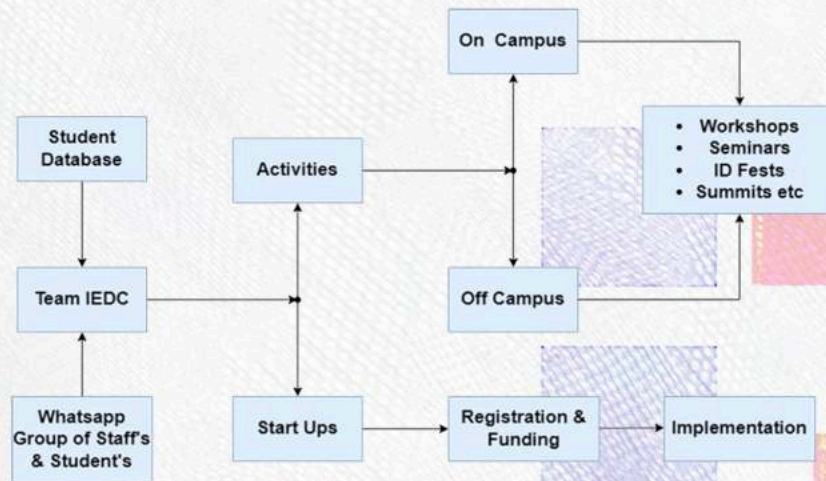 On Campus
Student
Database
Activities
• Workshops
• Seminars
• ID Fests
• Summits etc
Team IEDC
Off Campus
Whatsapp
Group of Staff's
& Student's
Start Ups
Registration &
Funding
Implementation